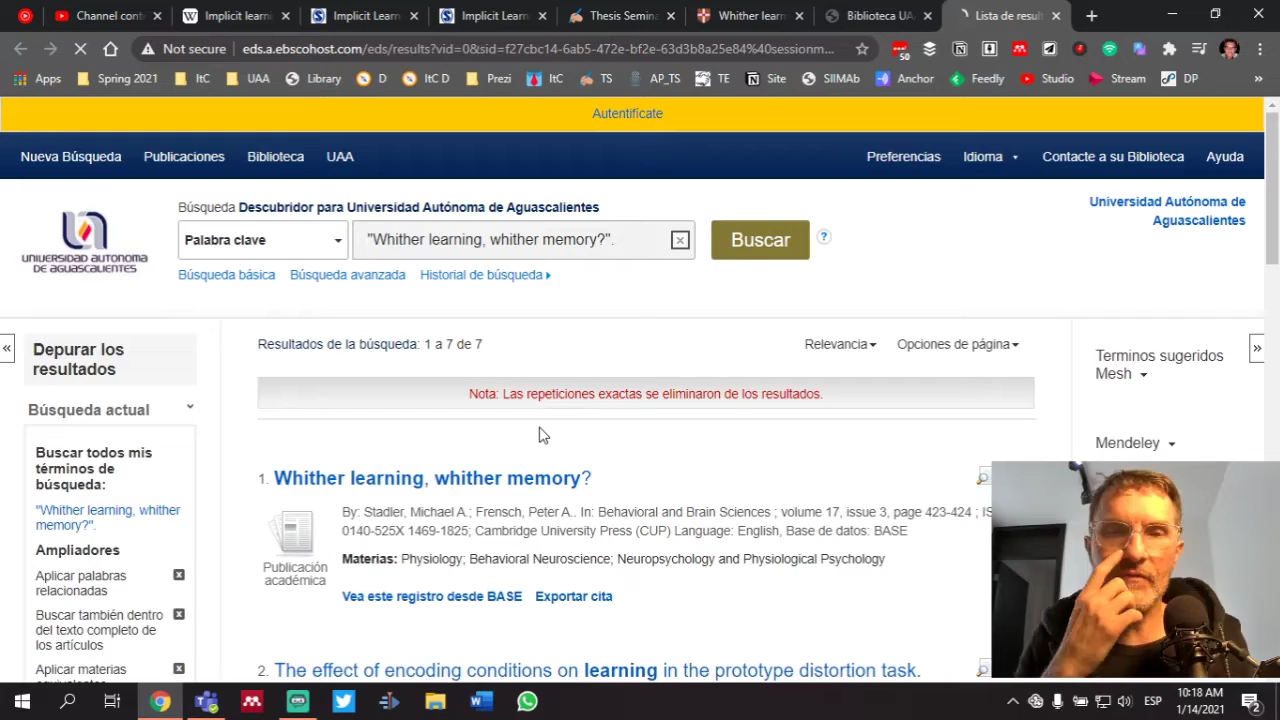 Channel cont
Implicit learn
Implicit Learn
Implicit Learn
Thesis Semina
Whither learn
Biblioteca UA
Lista de resul
Not secure
eds.ebscohost.com/eds/results?vid=0&sid=f27cbc14-6ab5-472e-bf2e-63d3b8a25e84%40sessionm...
50
Apps
Spring 2021
ItC
UAA
Library
D
ItC D
Prezi
ItC
TS
AP_TS
TE
Site
SIIMAb
Anchor
Feedly
Studio
Stream
DP
»
Autentifícate
Nueva Búsqueda
Publicaciones
Biblioteca
UAA
Preferencias
Idioma
Contacte a su Biblioteca
Ayuda
Búsqueda Descubridor para Universidad Autónoma de Aguascalientes
Universidad Autónoma de
Aguascalientes
Palabra clave
"Whither learning, whither memory?".
Buscar
?
UNIVERSIDAD AUTONOMA
DE AGUASCALIENTES
Búsqueda básica
Búsqueda avanzada
Historial de búsqueda
«
Depurar los
resultados
Resultados de la búsqueda: 1 a 7 de 7
Relevancia
Opciones de página
»
Terminos sugeridos
Mesh
Nota: Las repeticiones exactas se eliminaron de los resultados.
Búsqueda actual
Mendeley
Buscar todos mis
términos de
búsqueda:
"Whither learning, whither
memory?".
Ampliadores
Aplicar palabras
relacionadas
Buscar también dentro
del texto completo de
los artículos
Aplicar materias
1. Whither learning, whither memory?
By: Stadler, Michael A.; Frensch, Peter A.. In: Behavioral and Brain Sciences ; volume 17, issue 3, page 423-424 ; IS
0140-525X 1469-1825; Cambridge University Press (CUP) Language: English, Base de datos: BASE
Publicación
académica
Materias: Physiology; Behavioral Neuroscience; Neuropsychology and Physiological Psychology
Vea este registro desde BASE
Exportar cita
2. The effect of encoding conditions on learning in the prototype distortion task.
ESP
10:18 AM
1/14/2021
2